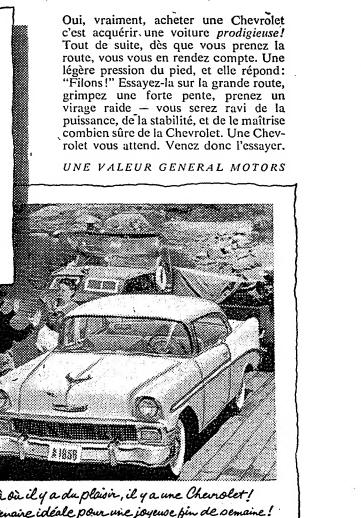 Oui, vraiment, acheter une Chevrolet
c'est acquérir une voiture prodigieuse!
Tout de suite, dès que vous prenez la
route, vous vous en rendez compte. Une
légère pression du pied, et elle répond:
"Filons!" Essayez-la sur la grande route,
grimpez une forte pente, prenez un
virage raide — vous serez ravi de la
puissance, de la stabilité, et de le maîtrise
combien sûre de la Chevrolet. Une Chev-
rolet vous attend. Venez donc l'essayer.
UNE VALEUR GENERAL MOTORS
où il y a du plaisir, il y a une Chevrolet!
idéale pour une joyeuse fin de semaine!